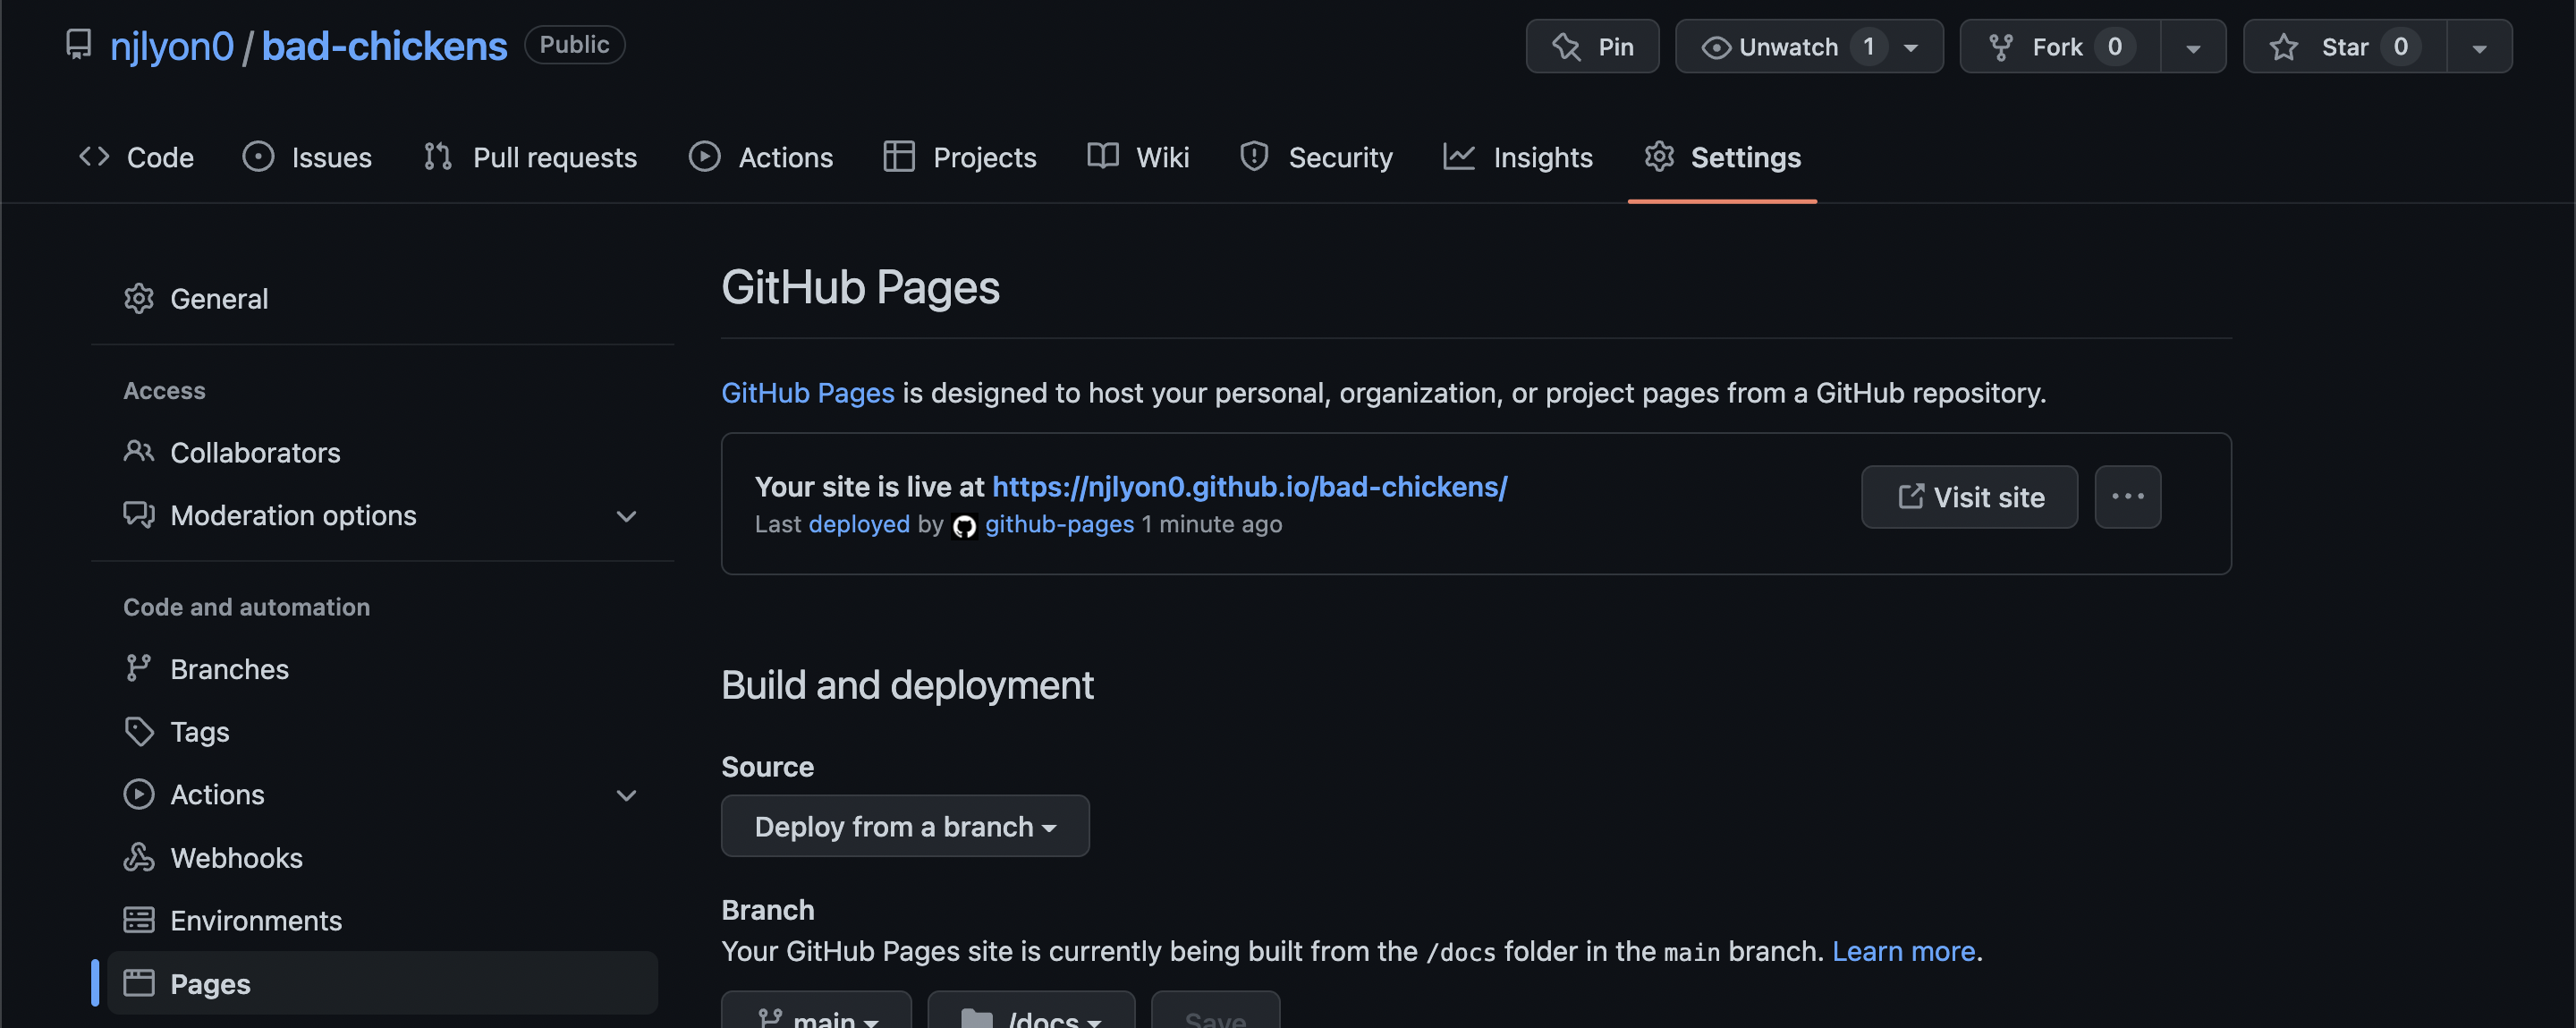 njlyon0 / bad-chickens Public Pin Unwatch 1 Fork 0 Star 0
Code Issues Pull requests Actions Projects Wiki Security Insights Settings
General
Access
Collaborators
Moderation options
Code and automation
Branches
Tags
Actions
Webhooks
Environments
Pages
GitHub Pages
GitHub Pages is designed to host your personal, organization, or project pages from a GitHub repository.
Your site is live at https://njlyon0.github.io/bad-chickens/
Last deployed by github-pages 1 minute ago
Visit site
Build and deployment
Source
Deploy from a branch
Branch
Your GitHub Pages site is currently being built from the /docs folder in the main branch. Learn more.
main /docs Save